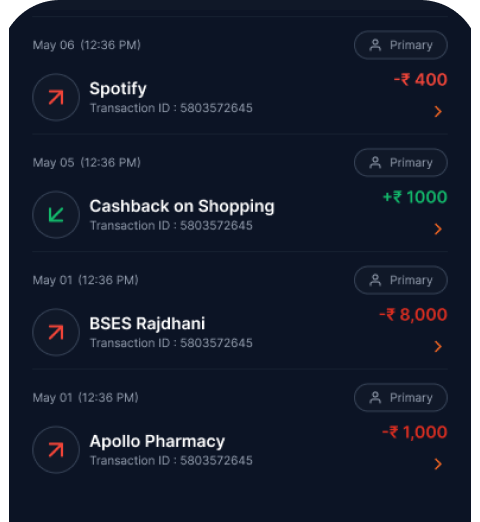 May 06 (12:36 PM) Primary
Spotify -₹ 400
Transaction ID : 5803572645
May 05 (12:36 PM) Primary
Cashback on Shopping +₹ 1000
Transaction ID : 5803572645
May 01 (12:36 PM) Primary
BSES Rajdhani -₹ 8,000
Transaction ID : 5803572645
May 01 (12:36 PM) Primary
Apollo Pharmacy -₹ 1,000
Transaction ID : 5803572645